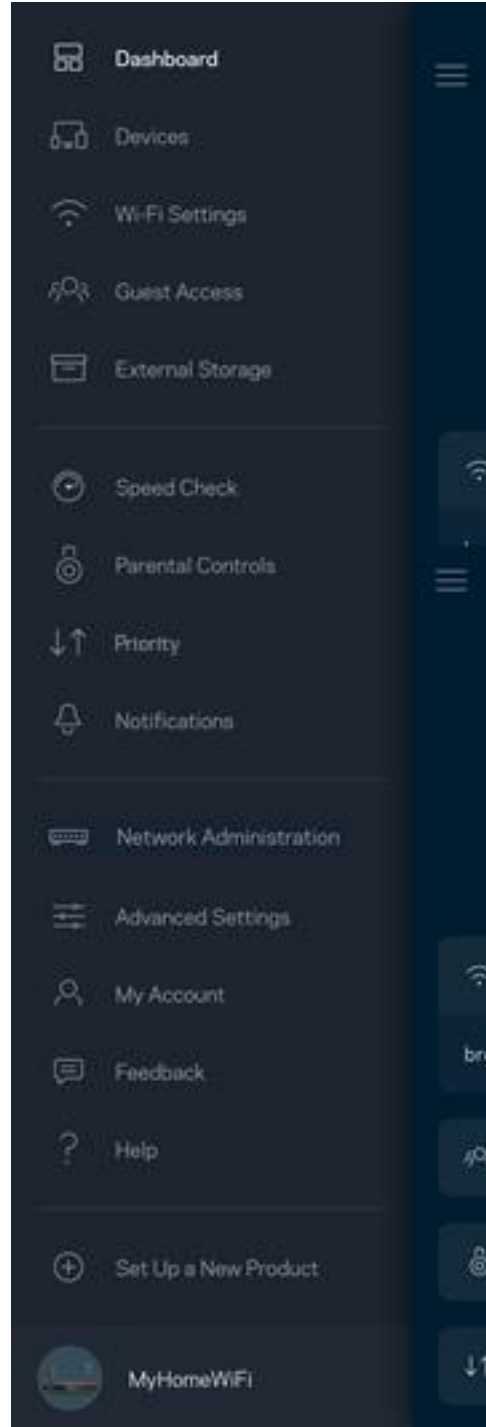 Dashboard
Devices
Wi-Fi Settings
Guest Access
External Storage
Speed Check
Parental Controls
Priority
Notifications
Network Administration
Advanced Settings
My Account
Feedback
? Help
Set Up a New Product
MyHomeWiFi